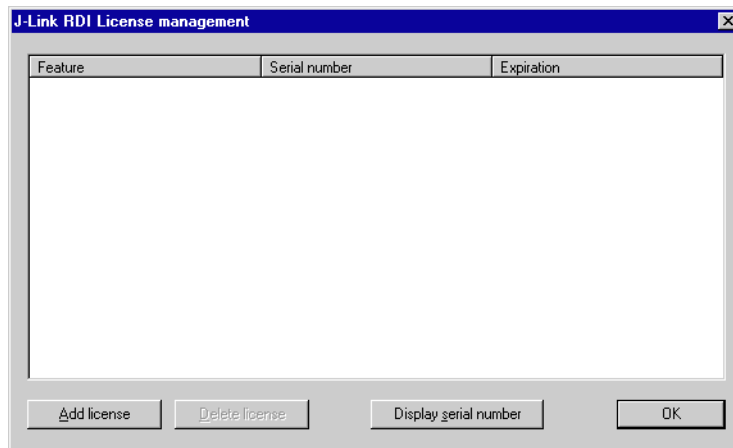 J-Link RDI License management
Feature Serial number Expiration
Add license Delete license Display serial number OK